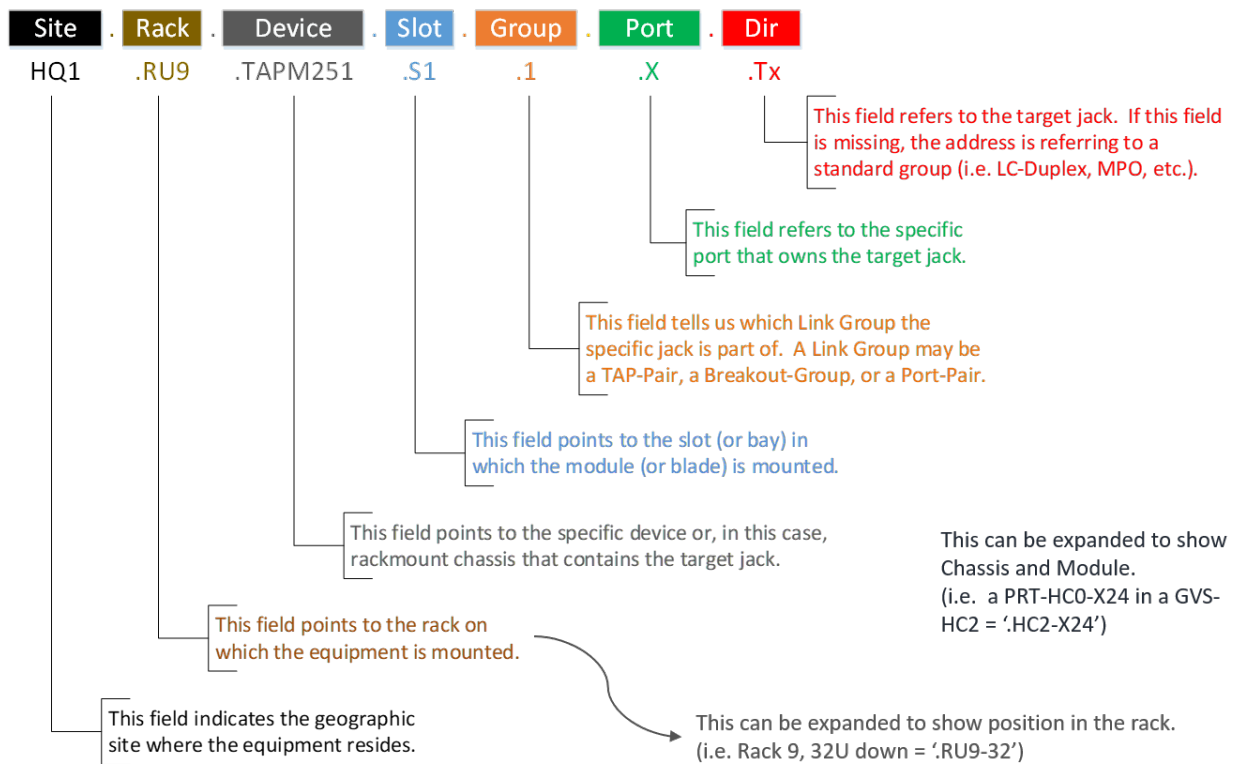 Site . Rack . Device . Slot . Group . Port . Dir
HQ1 .RU9 .TAPM251 .S1 .1 .X .Tx
This field refers to the target jack. If this field
is missing, the address is referring to a
standard group (i.e. LC-Duplex, MPO, etc.).
This field refers to the specific
port that owns the target jack.
This field tells us which Link Group the
specific jack is part of. A Link Group may be
a TAP-Pair, a Breakout-Group, or a Port-Pair.
This field points to the slot (or bay) in
which the module (or blade) is mounted.
This field points to the specific device or, in this case,
rackmount chassis that contains the target jack.
This can be expanded to show
Chassis and Module.
(i.e. a PRT-HC0-X24 in a GVS-
HC2 = '.HC2-X24')
This field points to the rack on
which the equipment is mounted.
This field indicates the geographic
site where the equipment resides.
This can be expanded to show position in the rack.
(i.e. Rack 9, 32U down = '.RU9-32')